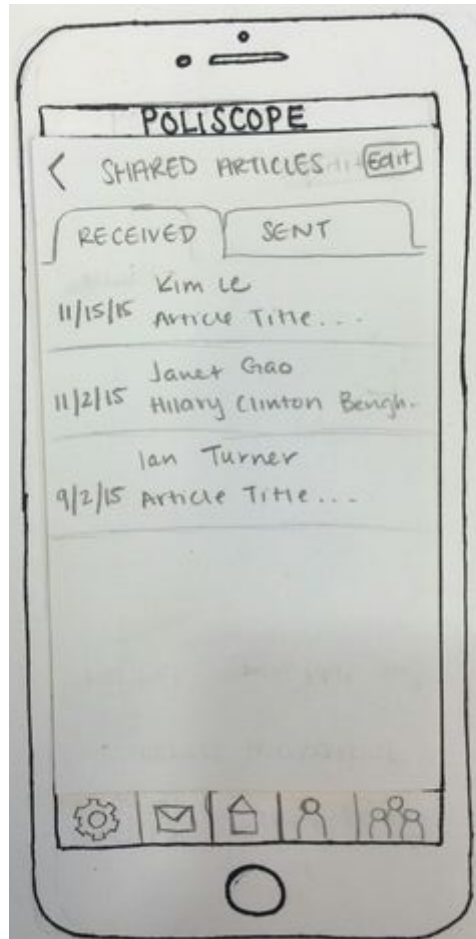 POLISCOPE
< SHARED ARTICLES Edit
RECEIVED SENT
Kim Le
11/15/15 Article Title...
Janet Gao
11/2/15 Hilary Clinton Bengh.
Ian Turner
9/2/15 Article Title...